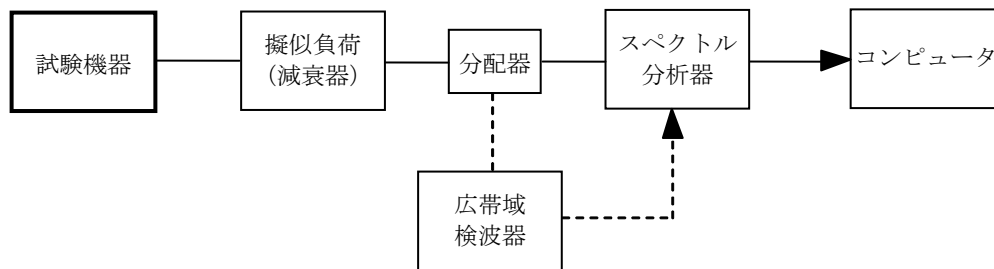 試験機器
擬似負荷
（減衰器）
分配器
スペクトル
分析器
コンピュータ
広帯域
検波器